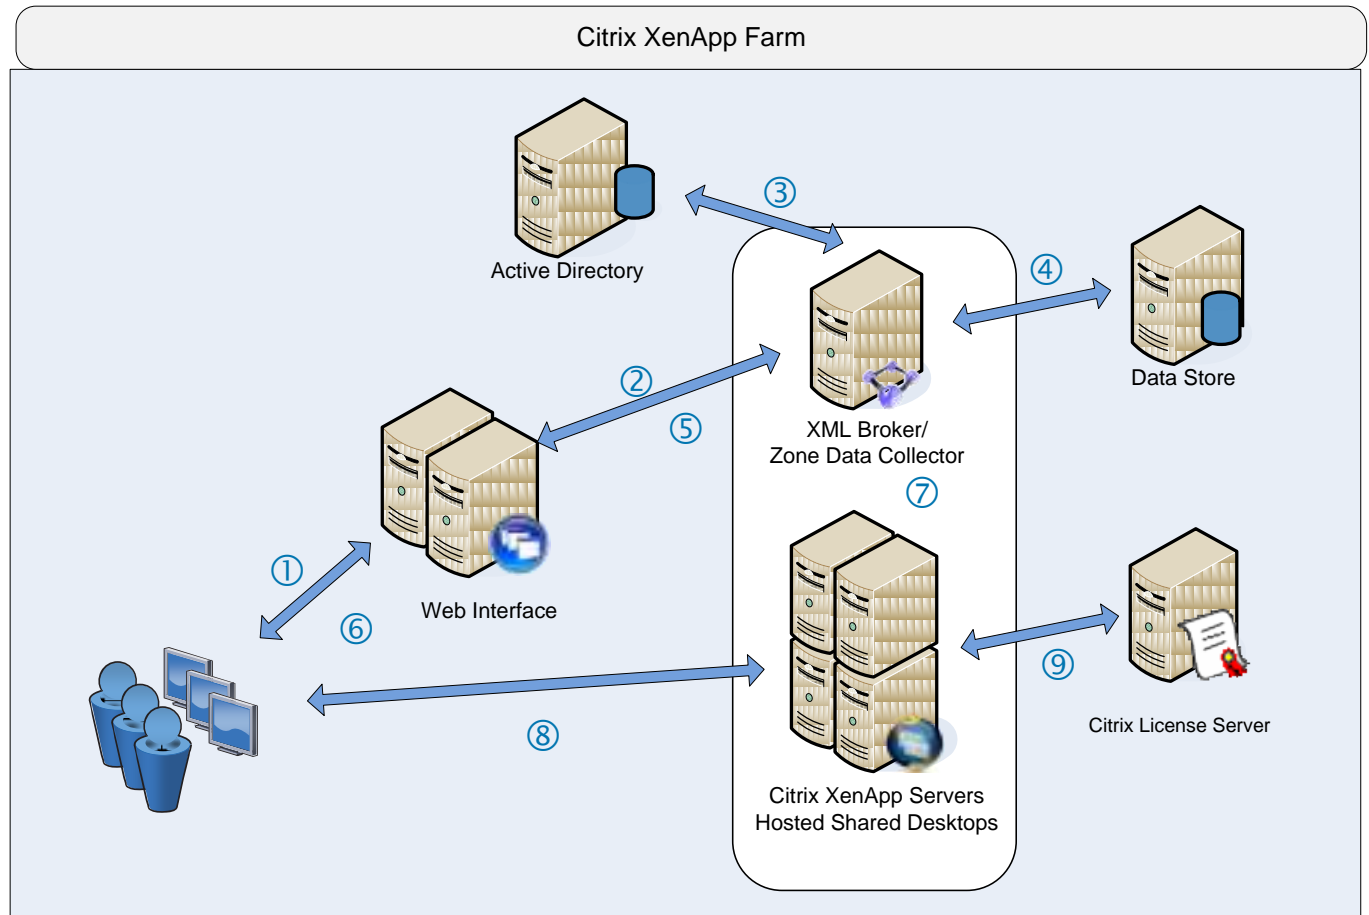 Citrix XenApp Farm
③
Active Directory
④
Data Store
②
⑤
XML Broker/
Zone Data Collector
⑦
①
⑥
Web Interface
⑨
Citrix License Server
⑧
Citrix XenApp Servers
Hosted Shared Desktops